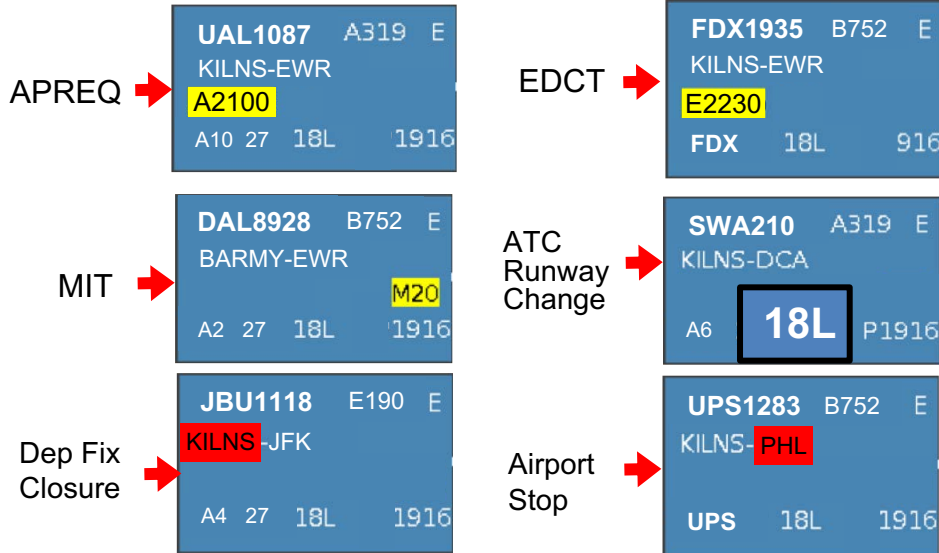 APREQ
UAL1087 A319 E
KILNS-EWR
A2100
A10 27 18L 1916
EDCT
FDX1935 B752 E
KILNS-EWR
E2230
FDX 18L 916
MIT
DAL8928 B752 E
BARMY-EWR
M20
A2 27 18L 1916
ATC
Runway
Change
SWA210 A319 E
KILNS-DCA
A6 18L P1916
Dep Fix
Closure
JBU1118 E190 E
KILNS-JFK
A4 27 18L 1916
Airport
Stop
UPS1283 B752 E
KILNS-PHL
UPS 18L 1916